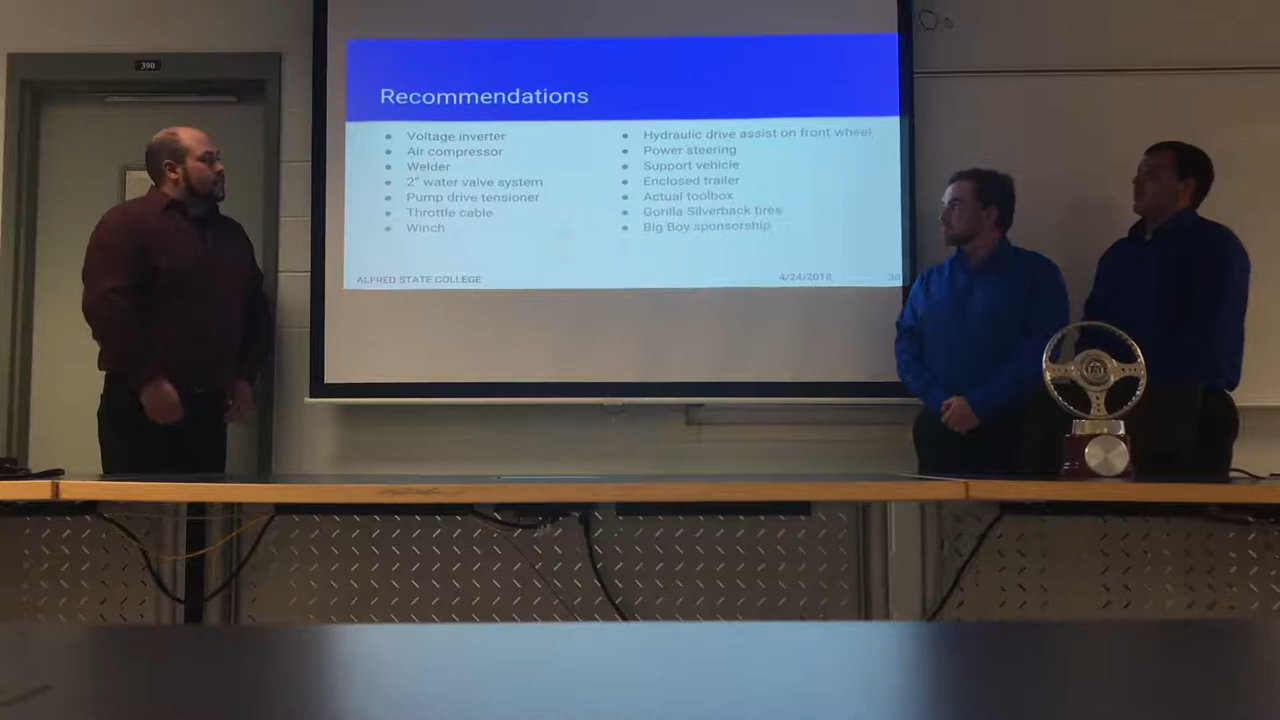 390
Recommendations
Voltage inverter
Air compressor
Welder
2" water valve system
Pump drive tensioner
Throttle cable
Winch
Hydraulic drive assist on front wheel
Power steering
Support vehicle
Enclosed trailer
Actual toolbox
Gorilla Silverback tires
Big Boy sponsorship
ALFRED STATE COLLEGE
4/24/2018
30